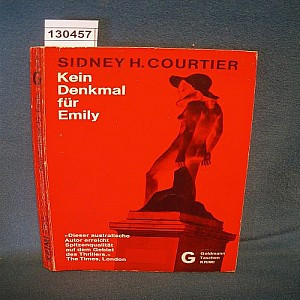 130457
SIDNEY H. COURTIER
Kein
Denkmal
für
Emily
»Dieser australische
Autor erreicht
Spitzenqualität
auf dem Gebiet
des Thrillers.«
The Times, London
G
Goldmann
Taschen
KRIMI